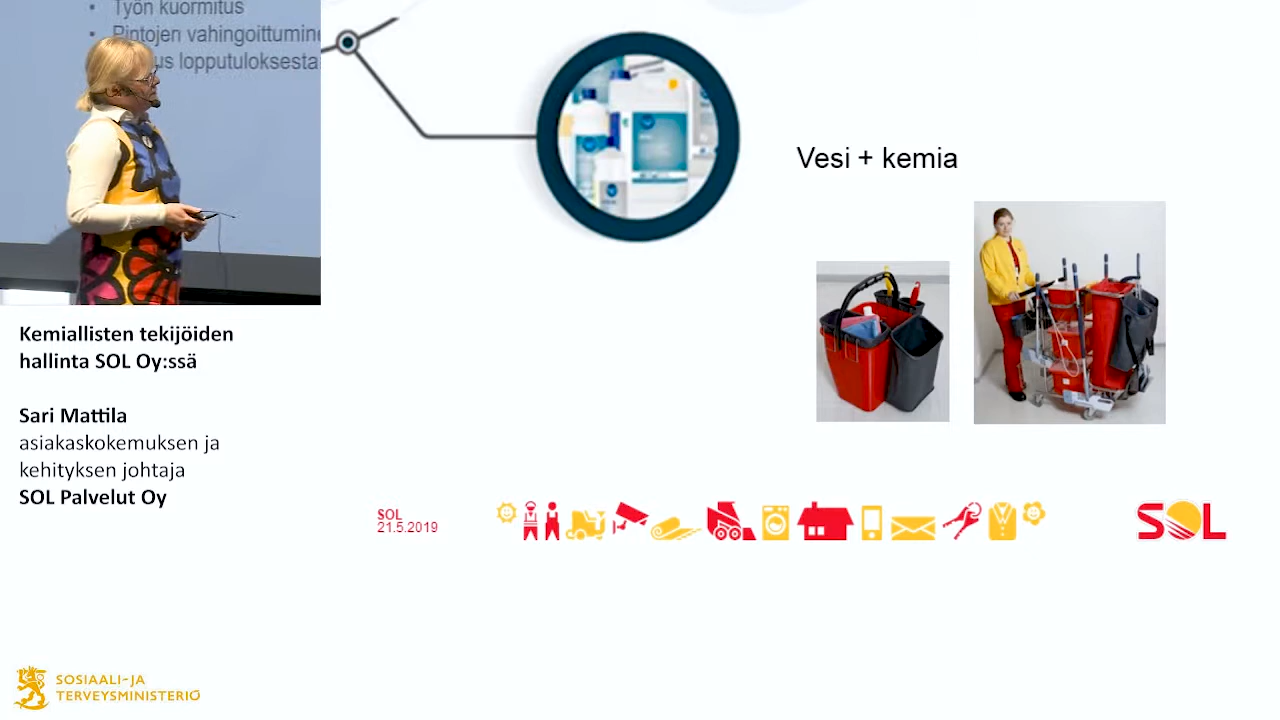 Työn kuormitus
Pintojen vahingoittumine
lopputuloksesta
Vesi + kemia
Kemiallisten tekijöiden
hallinta SOL Oy:ssä
Sari Mattila
asiakaskokemuksen ja
kehityksen johtaja
SOL Palvelut Oy
SOL
21.5.2019
SOL
SOSIAALI- JA
TERVEYSMINISTERIÖ